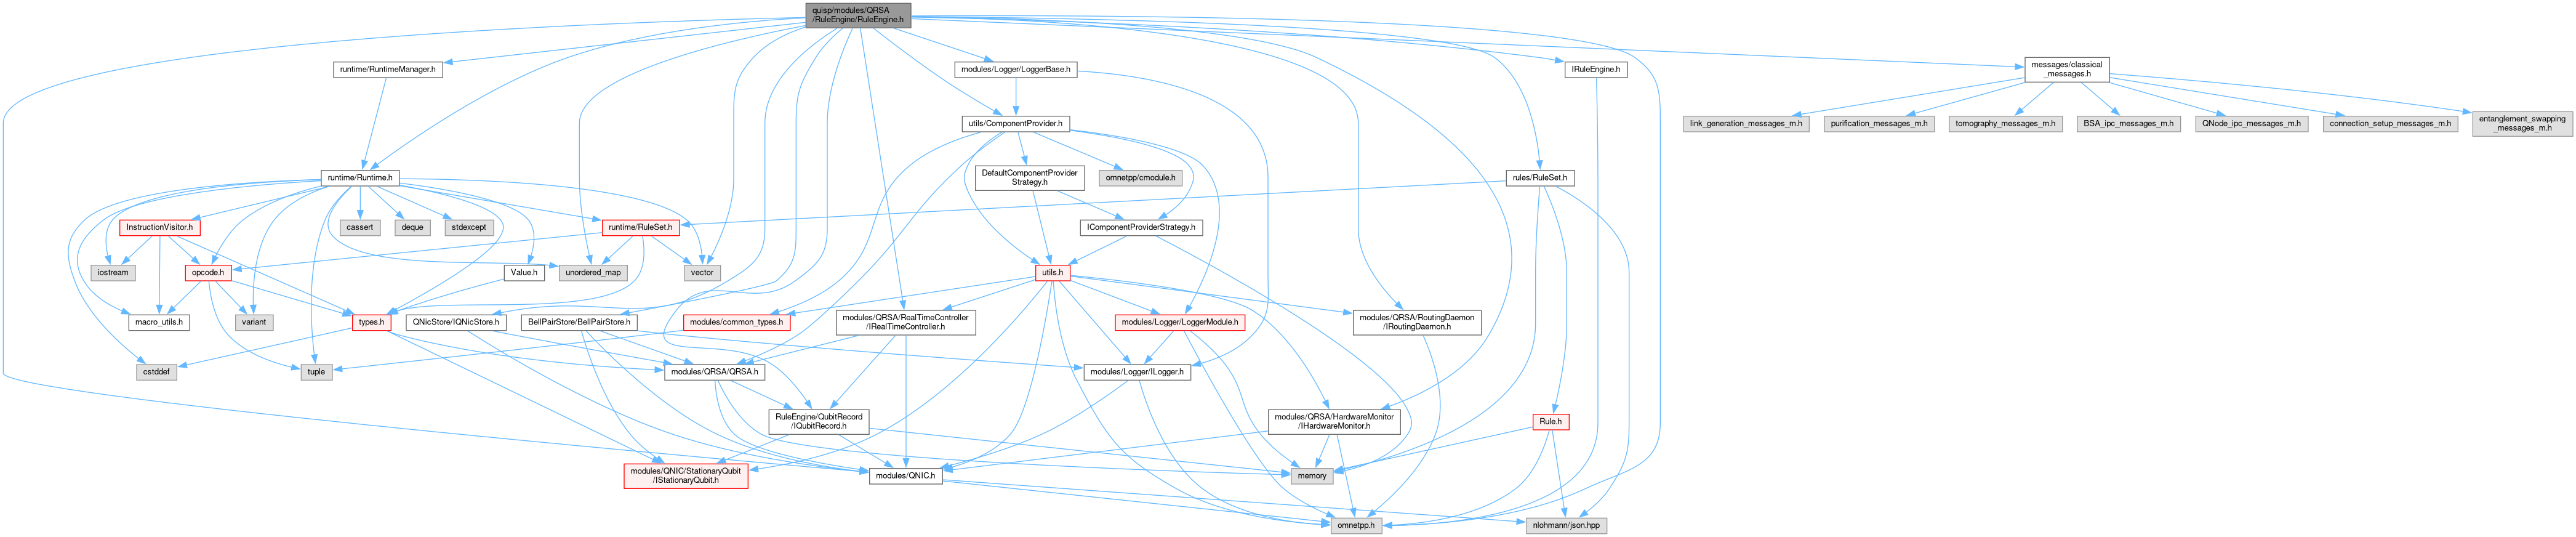 quisp/modules/QRSA
/RuleEngine/RuleEngine.h
runtime/RuntimeManager.h
modules/Logger/LoggerBase.h
IRuleEngine.h
messages/classical
_messages.h
utils/ComponentProvider.h
link_generation_messages_m.h
purification_messages_m.h
tomography_messages_m.h
BSA_ipc_messages_m.h
QNode_ipc_messages_m.h
connection_setup_messages_m.h
entanglement_swapping
_messages_m.h
runtime/Runtime.h
DefaultComponentProvider
Strategy.h
omnetpp/cmodule.h
rules/RuleSet.h
InstructionVisitor.h
cassert
deque
stdexcept
runtime/RuleSet.h
IComponentProviderStrategy.h
iostream
opcode.h
Value.h
unordered_map
vector
utils.h
macro_utils.h
variant
types.h
QNicStore/IQNicStore.h
BellPairStore/BellPairStore.h
modules/common_types.h
modules/QRSA/RealTimeController
/IRealTimeController.h
modules/Logger/LoggerModule.h
modules/QRSA/RoutingDaemon
/IRoutingDaemon.h
cstddef
tuple
modules/QRSA/QRSA.h
modules/Logger/ILogger.h
RuleEngine/QubitRecord
/IQubitRecord.h
modules/QRSA/HardwareMonitor
/IHardwareMonitor.h
Rule.h
modules/QNIC/StationaryQubit
/IStationaryQubit.h
modules/QNIC.h
memory
omnetpp.h
nlohmann/json.hpp